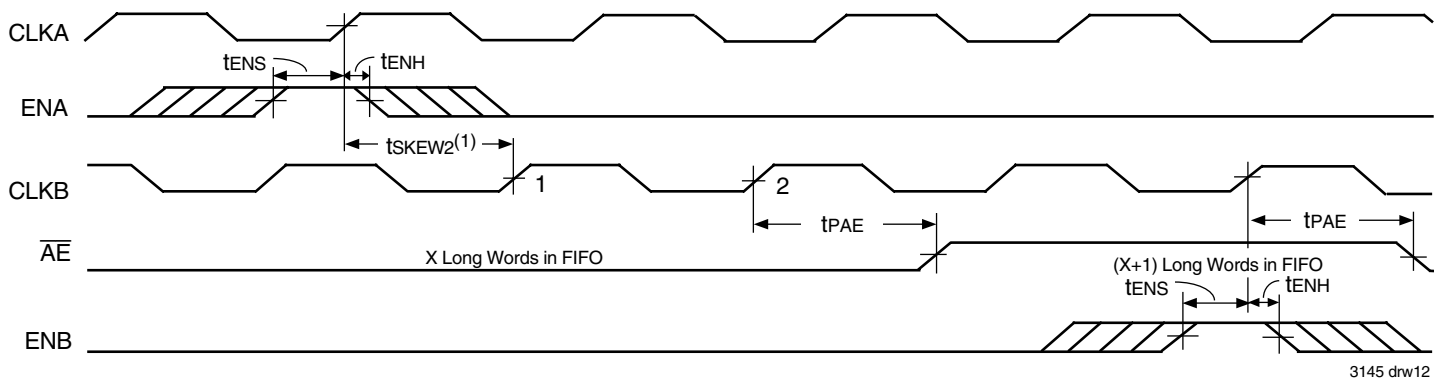 CLKA
tENS
tENH
ENA
tSKEW2(1)
CLKB
1
2
tPAE
tPAE
AE
X Long Words in FIFO
(X+1) Long Words in FIFO
tENS
tENH
ENB
3145 drw12